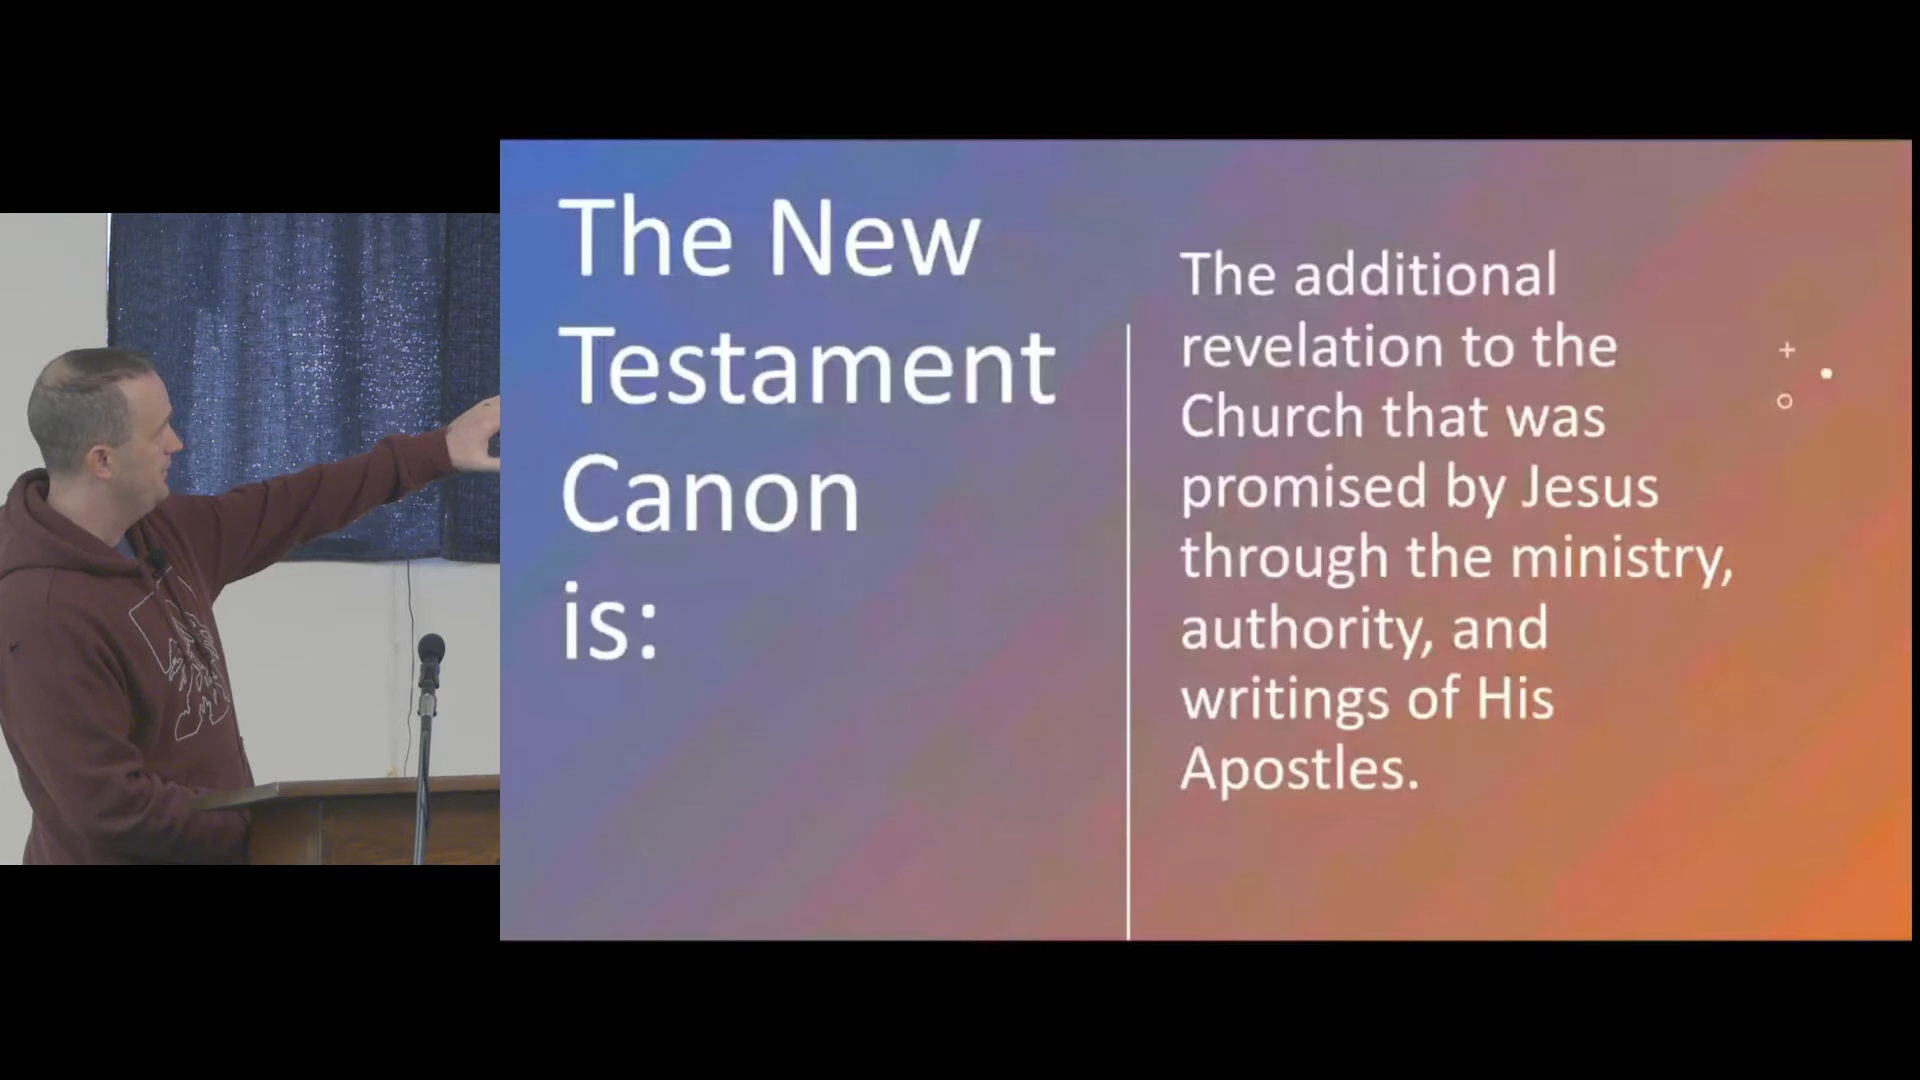 The New
Testament
Canon
is:
The additional
revelation to the
Church that was
promised by Jesus
through the ministry,
authority, and
writings of His
Apostles.